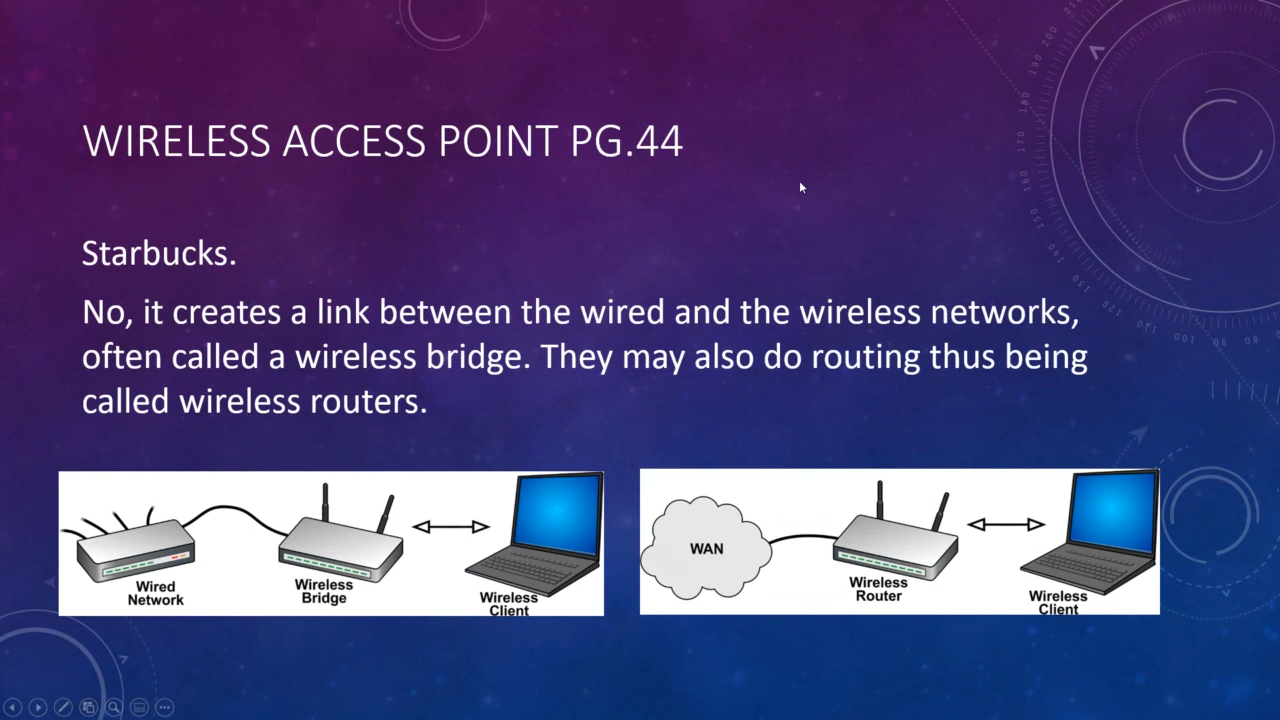 WIRELESS ACCESS POINT PG.44
Starbucks.
No, it creates a link between the wired and the wireless networks,
often called a wireless bridge. They may also do routing thus being
called wireless routers.
Wired
Network
Wireless
Bridge
Wireless
Client
WAN
Wireless
Router
Wireless
Client